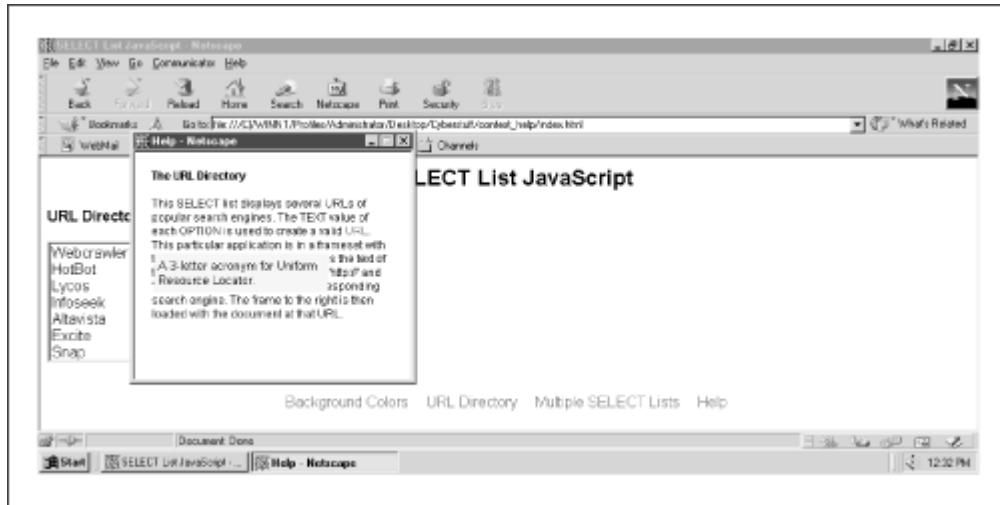 SELECT List JavaScript - Netscape
File Edit View Go Communicator Help
Back Forward Reload Home Search Netscape Print Security Stop
Bookmarks Go to: file:///C|/WINNT/Profiles/Administrator/Desktop/Cyberstuff/context_help/index.html What's Related
WebMail Channels
LECT List JavaScript
URL Directo
Webcrawler
HotBot
Lycos
Infoseek
Altavista
Excite
Snap
Help - Netscape
The URL Directory
This SELECT list displays several URLs of
popular search engines. The TEXT value of
each OPTION is used to create a valid URL.
This particular application is in a frameset with
s the text of
"http://" and
sponding
search engine. The frame to the right is then
loaded with the document at that URL.
A 3-letter acronym for Uniform
Resource Locator.
Background Colors URL Directory Multiple SELECT Lists Help
Document: Done
Start SELECT List JavaScript - ... Help - Netscape 12:32 PM